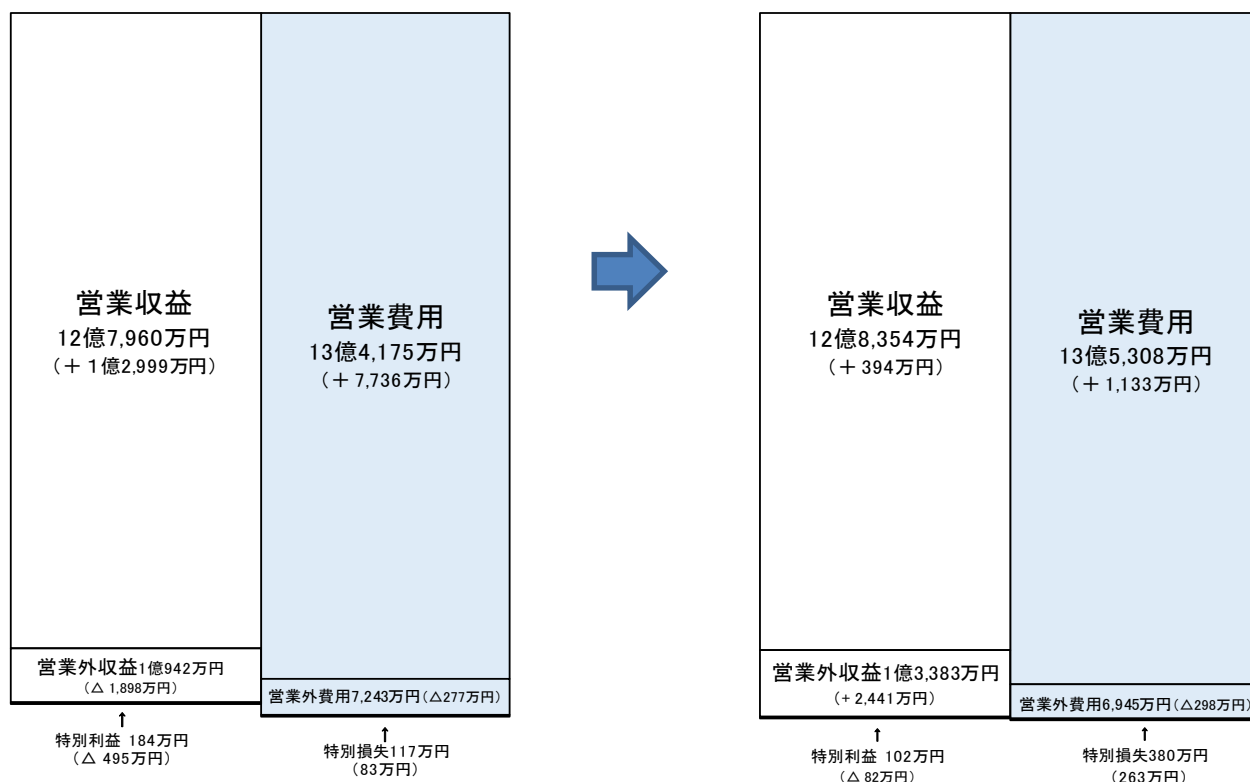 営業収益
12億7,960万円
(＋1億2,999万円)
営業費用
13億4,175万円
(＋7,736万円)
営業外収益1億942万円
(△ 1,898万円)
営業外費用7,243万円(△277万円)
↑
特別利益 184万円
(△ 495万円)
↑
特別損失117万円
(83万円)
営業収益
12億8,354万円
(＋394万円)
営業費用
13億5,308万円
(＋1,133万円)
営業外収益1億3,383万円
(+2,441万円)
営業外費用6,945万円(△298万円)
↑
特別利益 102万円
(△ 82万円)
↑
特別損失380万円
(263万円)